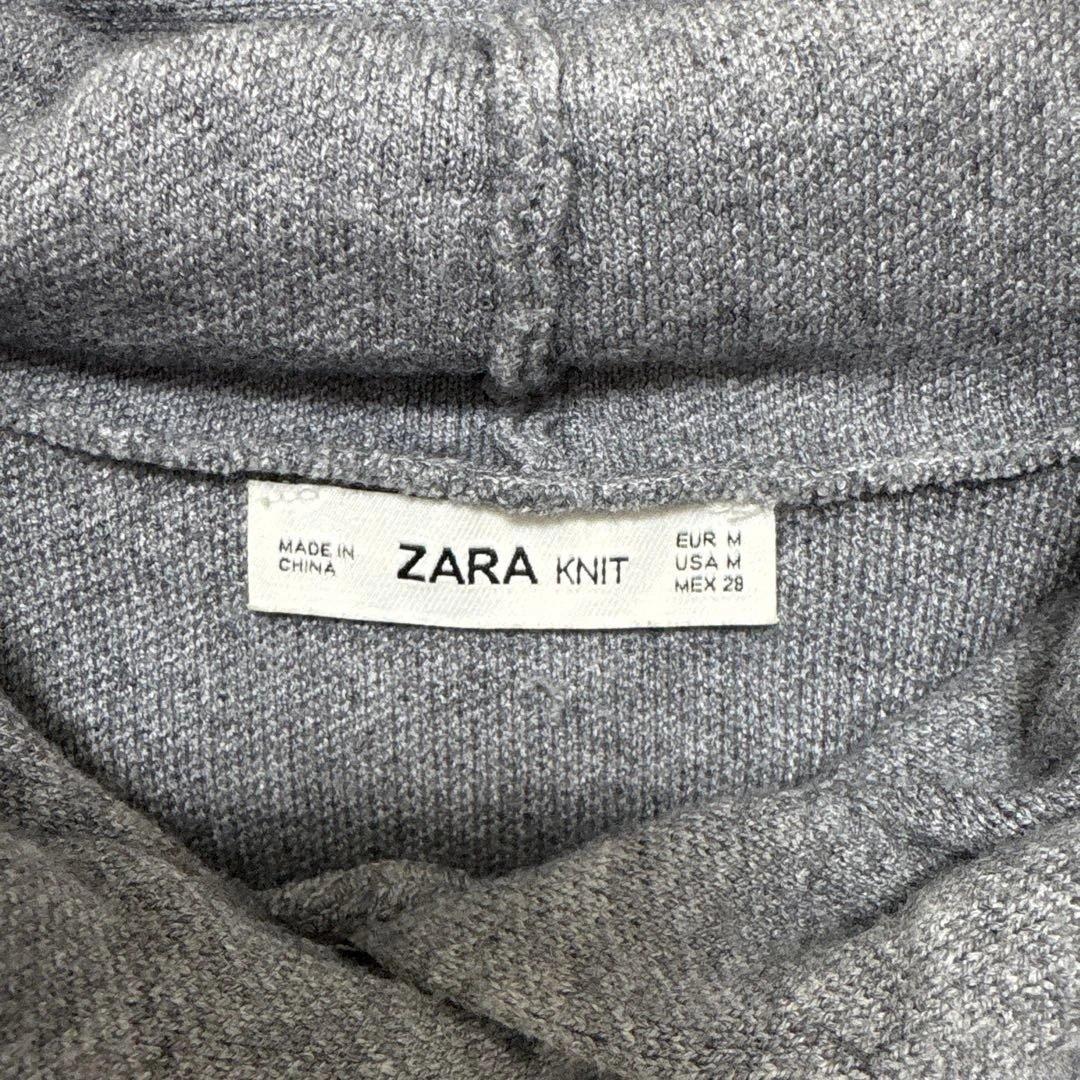 MADE IN
CHINA
ZARA KNIT
EUR M
USA M
MEX 28